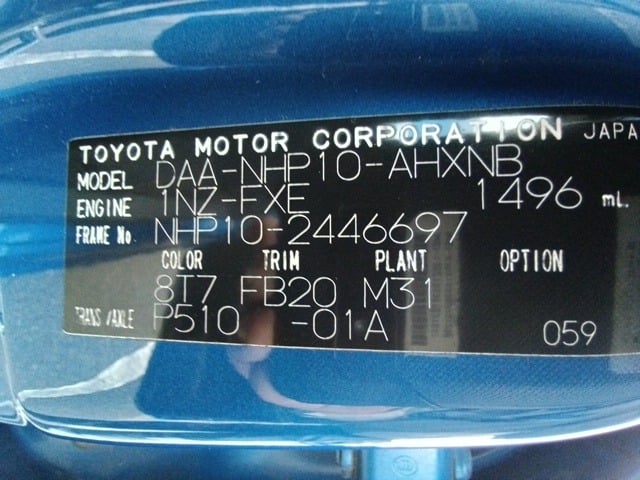 TOYOTA MOTOR CORPORATION JAPA
MODEL DAA-NHP10-AHXNB
ENGINE 1NZ-FXE 1496 mL.
FRAME No NHP10-2446697
COLOR TRIM PLANT OPTION
8T7 FB20 M31
TRANS/AXLE P510 -01A 059